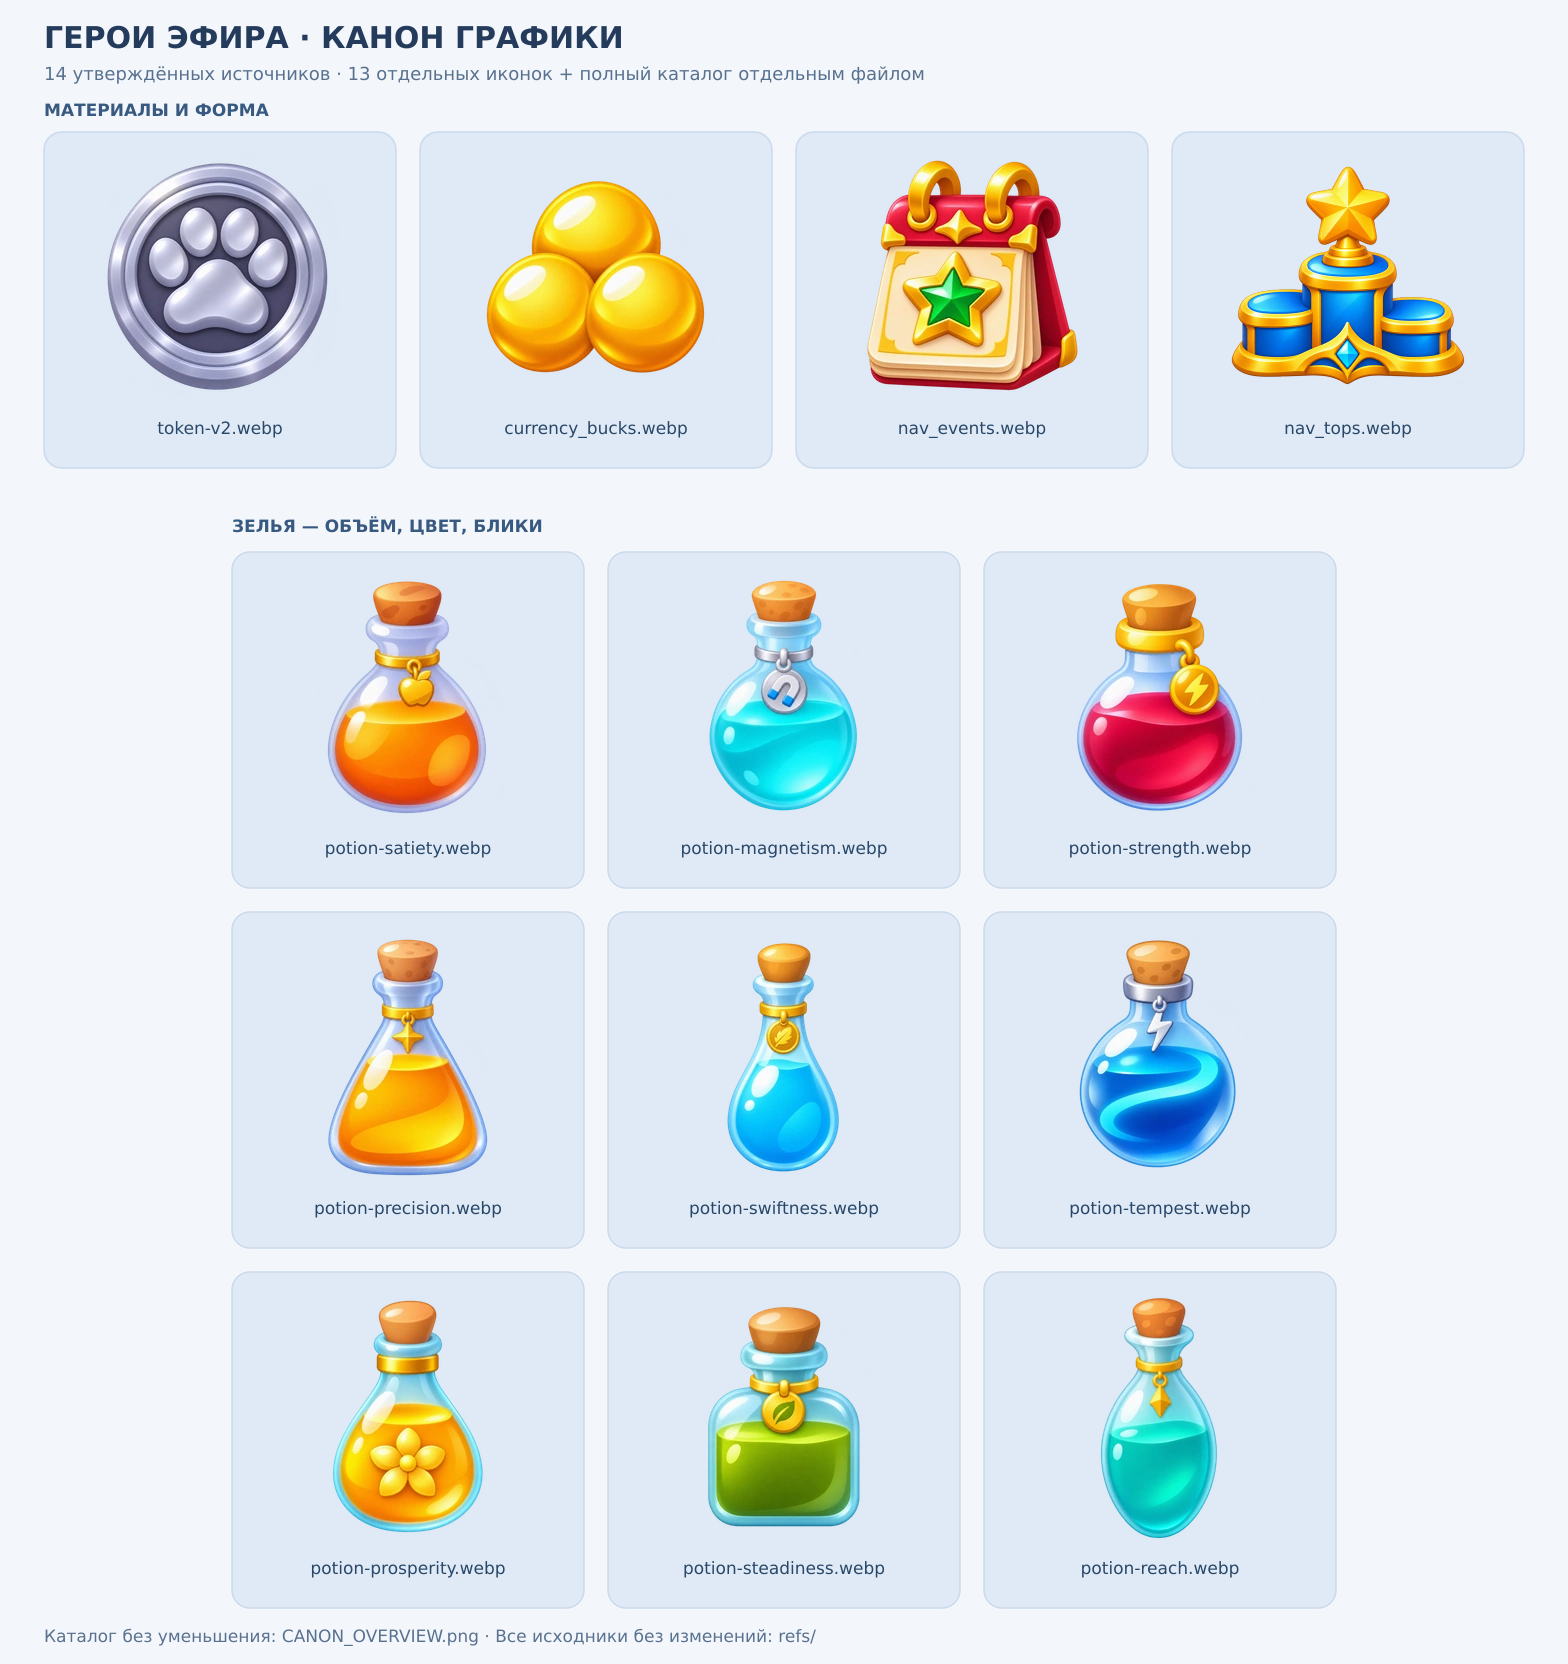 ГЕРОИ ЭФИРА · КАНОН ГРАФИКИ
14 утверждённых источников · 13 отдельных иконок + полный каталог отдельным файлом
МАТЕРИАЛЫ И ФОРМА
token-v2.webp
currency_bucks.webp
nav_events.webp
nav_tops.webp
ЗЕЛЬЯ — ОБЪЁМ, ЦВЕТ, БЛИКИ
potion-satiety.webp
potion-magnetism.webp
potion-strength.webp
potion-precision.webp
potion-swiftness.webp
potion-tempest.webp
potion-prosperity.webp
potion-steadiness.webp
potion-reach.webp
Каталог без уменьшения: CANON_OVERVIEW.png · Все исходники без изменений: refs/